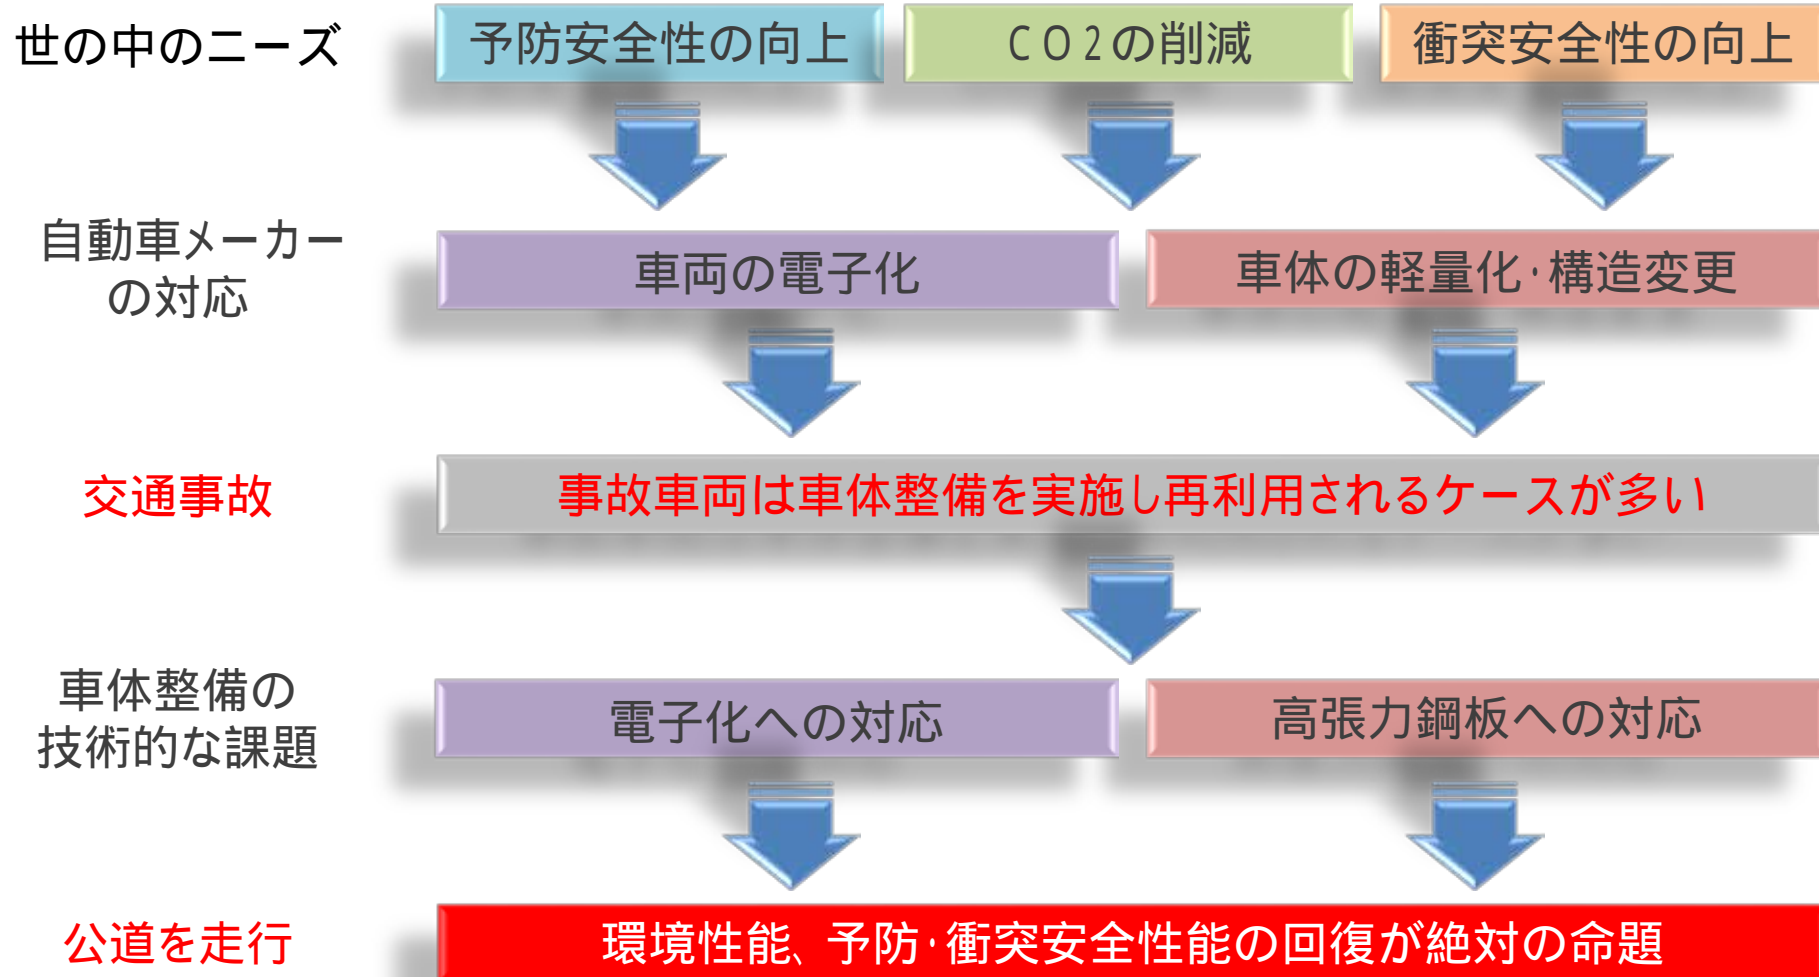 世の中のニーズ
予防安全性の向上
CO2の削減
衝突安全性の向上
自動車メーカー
の対応
車両の電子化
車体の軽量化・構造変更
交通事故
事故車両は車体整備を実施し再利用されるケースが多い
車体整備の
技術的な課題
電子化への対応
高張力鋼板への対応
公道を走行
環境性能、予防・衝突安全性能の回復が絶対の命題